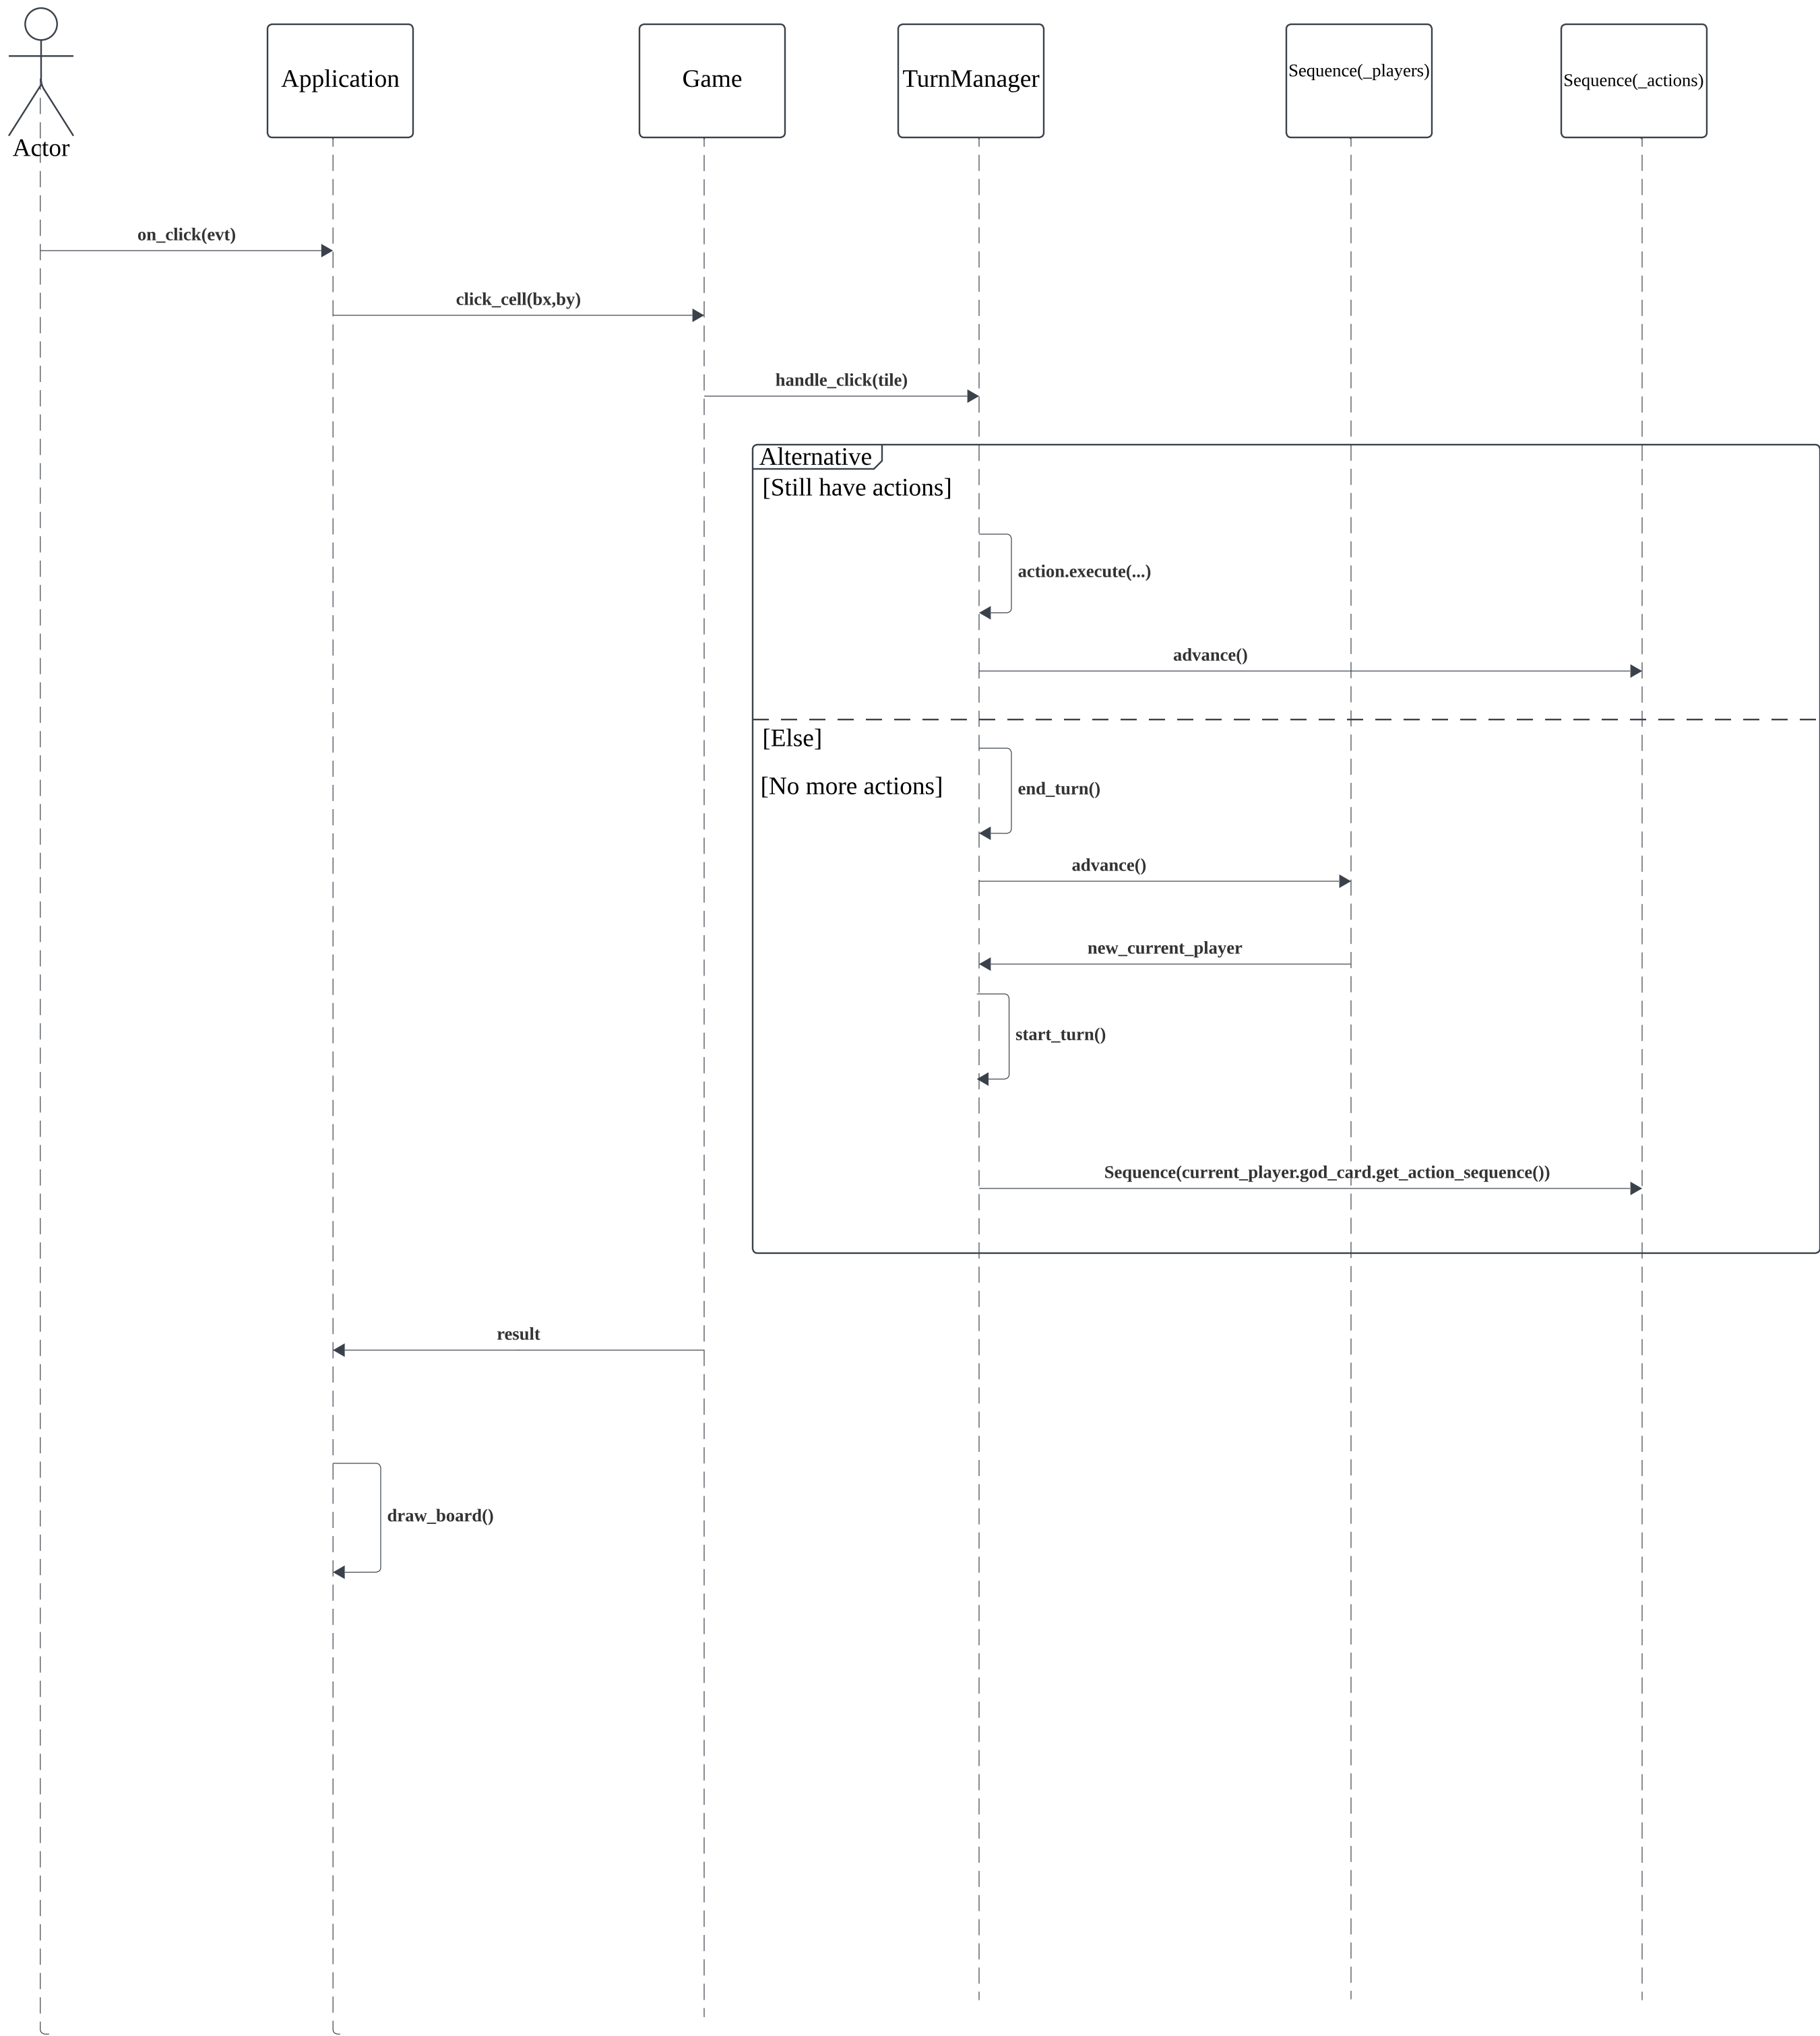 Application
Game
TurnManager
Sequence(_players)
Sequence(_actions)
Actor
on_click(evt)
click_cell(bx,by)
handle_click(tile)
Alternative
[Still have actions]
action.execute(...)
advance()
[Else]
[No more actions]
end_turn()
advance()
new_current_player
start_turn()
Sequence(current_player.god_card.get_action_sequence())
result
draw_board()